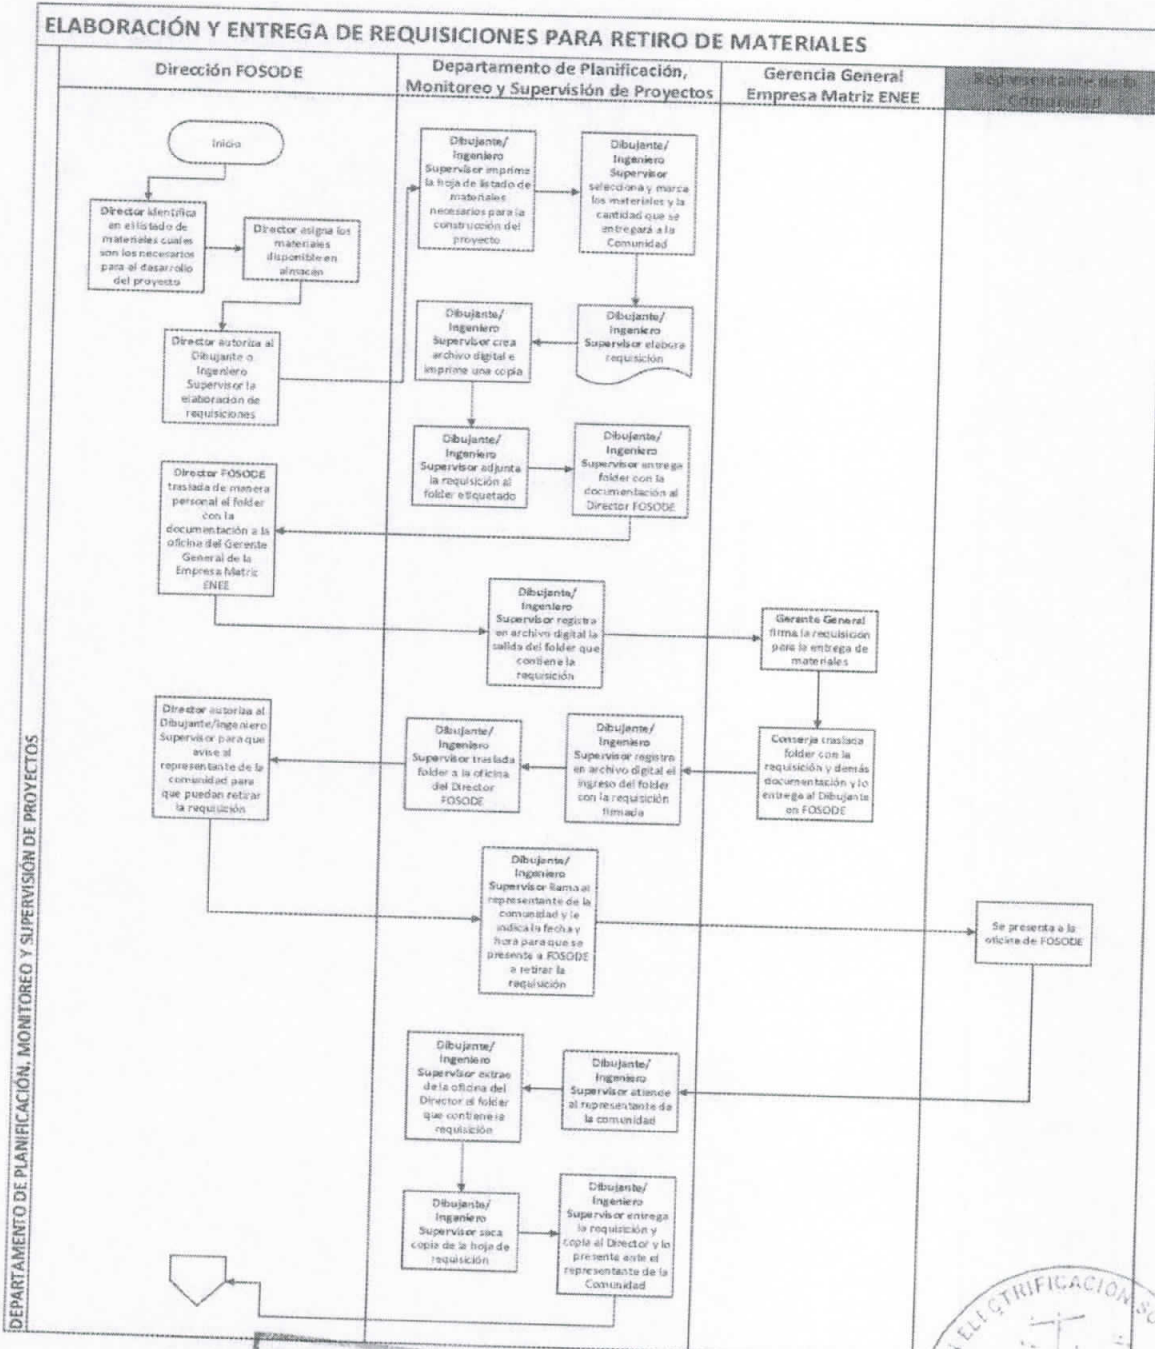 ELABORACIÓN Y ENTREGA DE REQUISICIONES PARA RETIRO DE MATERIALES
Dirección FOSODE
Departamento de Planificación,
Monitoreo y Supervisión de Proyectos
Gerencia General
Empresa Matriz ENEE
Representante de la
Comunidad
Inicio
Director identifica
en el listado de
materiales cuales
son los necesarios
para el desarrollo
del proyecto
Director asigna los
materiales
disponible en
almacén
Director autoriza al
Dibujante o
Ingeniero
Supervisor la
elaboración de
requisiciones
Dibujante/
Ingeniero
Supervisor imprime
la hoja de listado de
materiales
necesarios para la
construcción del
proyecto
Dibujante/
Ingeniero
Supervisor
selecciona y marca
los materiales y la
cantidad que se
entregará a la
Comunidad
Dibujante/
Ingeniero
Supervisor elabora
requisición
Dibujante/
Ingeniero
Supervisor crea
archivo digital e
imprime una copia
Dibujante/
Ingeniero
Supervisor adjunta
la requisición al
folder etiquetado
Dibujante/
Ingeniero
Supervisor entrega
folder con la
documentación al
Director FOSODE
Director FOSODE
traslada de manera
personal el folder
con la
documentación a la
oficina del Gerente
General de la
Empresa Matriz
ENEE
Dibujante/
Ingeniero
Supervisor registra
en archivo digital la
salida del folder que
contiene la
requisición
Gerente General
firma la requisición
para la entrega de
materiales
Conserje traslada
folder con la
requisición y demás
documentación y lo
entrega al Dibujante
en FOSODE
Dibujante/
Ingeniero
Supervisor registra
en archivo digital el
ingreso del folder
con la requisición
firmada
Dibujante/
Ingeniero
Supervisor traslada
folder a la oficina
del Director
FOSODE
Director autoriza al
Dibujante/Ingeniero
Supervisor para que
avise al
representante de la
comunidad para
que puedan retirar
la requisición
Dibujante/
Ingeniero
Supervisor llama al
representante de la
comunidad y le
indica la fecha y
hora para que se
presente a FOSODE
a retirar la
requisición
Se presenta a la
oficina de FOSODE
Dibujante/
Ingeniero
Supervisor atiende
al representante de
la comunidad
Dibujante/
Ingeniero
Supervisor extrae
de la oficina del
Director el folder
que contiene la
requisición
Dibujante/
Ingeniero
Supervisor saca
copia de la hoja de
requisición
Dibujante/
Ingeniero
Supervisor entrega
la requisición y
copia al Director y lo
presenta ante el
representante de la
Comunidad
DEPARTAMENTO DE PLANIFICACIÓN, MONITOREO Y SUPERVISIÓN DE PROYECTOS
ELECTRIFICACION SO